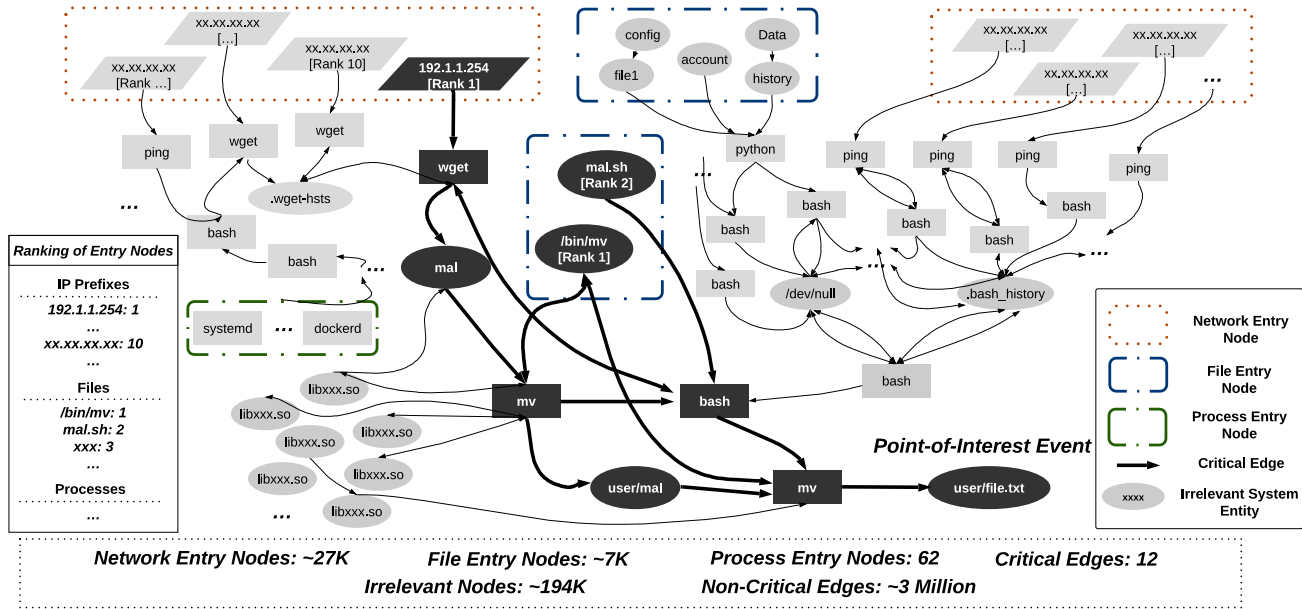 xx.xx.xx.xx
[...]
xx.xx.xx.xx
[Rank ...]
xx.xx.xx.xx
[Rank 10]
192.1.1.254
[Rank 1]
config
Data
file1
account
history
xx.xx.xx.xx
[...]
xx.xx.xx.xx
[...]
xx.xx.xx.xx
[...]
...
ping
wget
wget
wget
.wget-hsts
...
bash
bash
...
mal.sh
[Rank 2]
/bin/mv
[Rank 1]
mal
python
...
bash
bash
bash
/dev/null
ping
ping
ping
ping
bash
bash
bash
...
...
.bash_history
bash
systemd
...
dockerd
Ranking of Entry Nodes
IP Prefixes
192.1.1.254: 1
...
xx.xx.xx.xx: 10
...
Files
/bin/mv: 1
mal.sh: 2
xxx: 3
...
Processes
...
libxxx.so
libxxx.so
libxxx.so
libxxx.so
libxxx.so
libxxx.so
libxxx.so
...
mv
bash
user/mal
mv
user/file.txt
Point-of-Interest Event
Network Entry
Node
File Entry
Node
Process Entry
Node
Critical Edge
xxxx
Irrelevant System
Entity
Network Entry Nodes: ~27K
File Entry Nodes: ~7K
Process Entry Nodes: 62
Critical Edges: 12
Irrelevant Nodes: ~194K
Non-Critical Edges: ~3 Million